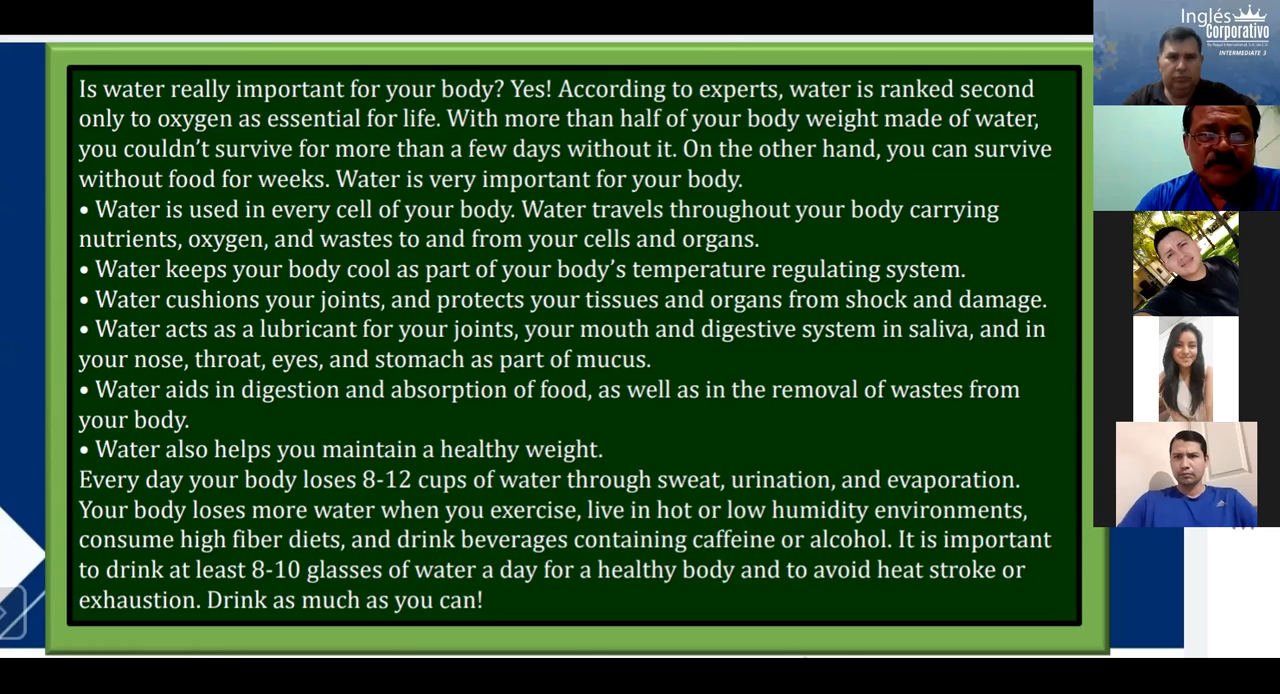 Is water really important for your body? Yes! According to experts, water is ranked second
only to oxygen as essential for life. With more than half of your body weight made of water,
you couldn’t survive for more than a few days without it. On the other hand, you can survive
without food for weeks. Water is very important for your body.
• Water is used in every cell of your body. Water travels throughout your body carrying
nutrients, oxygen, and wastes to and from your cells and organs.
• Water keeps your body cool as part of your body’s temperature regulating system.
• Water cushions your joints, and protects your tissues and organs from shock and damage.
• Water acts as a lubricant for your joints, your mouth and digestive system in saliva, and in
your nose, throat, eyes, and stomach as part of mucus.
• Water aids in digestion and absorption of food, as well as in the removal of wastes from
your body.
• Water also helps you maintain a healthy weight.
Every day your body loses 8-12 cups of water through sweat, urination, and evaporation.
Your body loses more water when you exercise, live in hot or low humidity environments,
consume high fiber diets, and drink beverages containing caffeine or alcohol. It is important
to drink at least 8-10 glasses of water a day for a healthy body and to avoid heat stroke or
exhaustion. Drink as much as you can!
Inglés
Corporativo
INTERMEDIATE 3